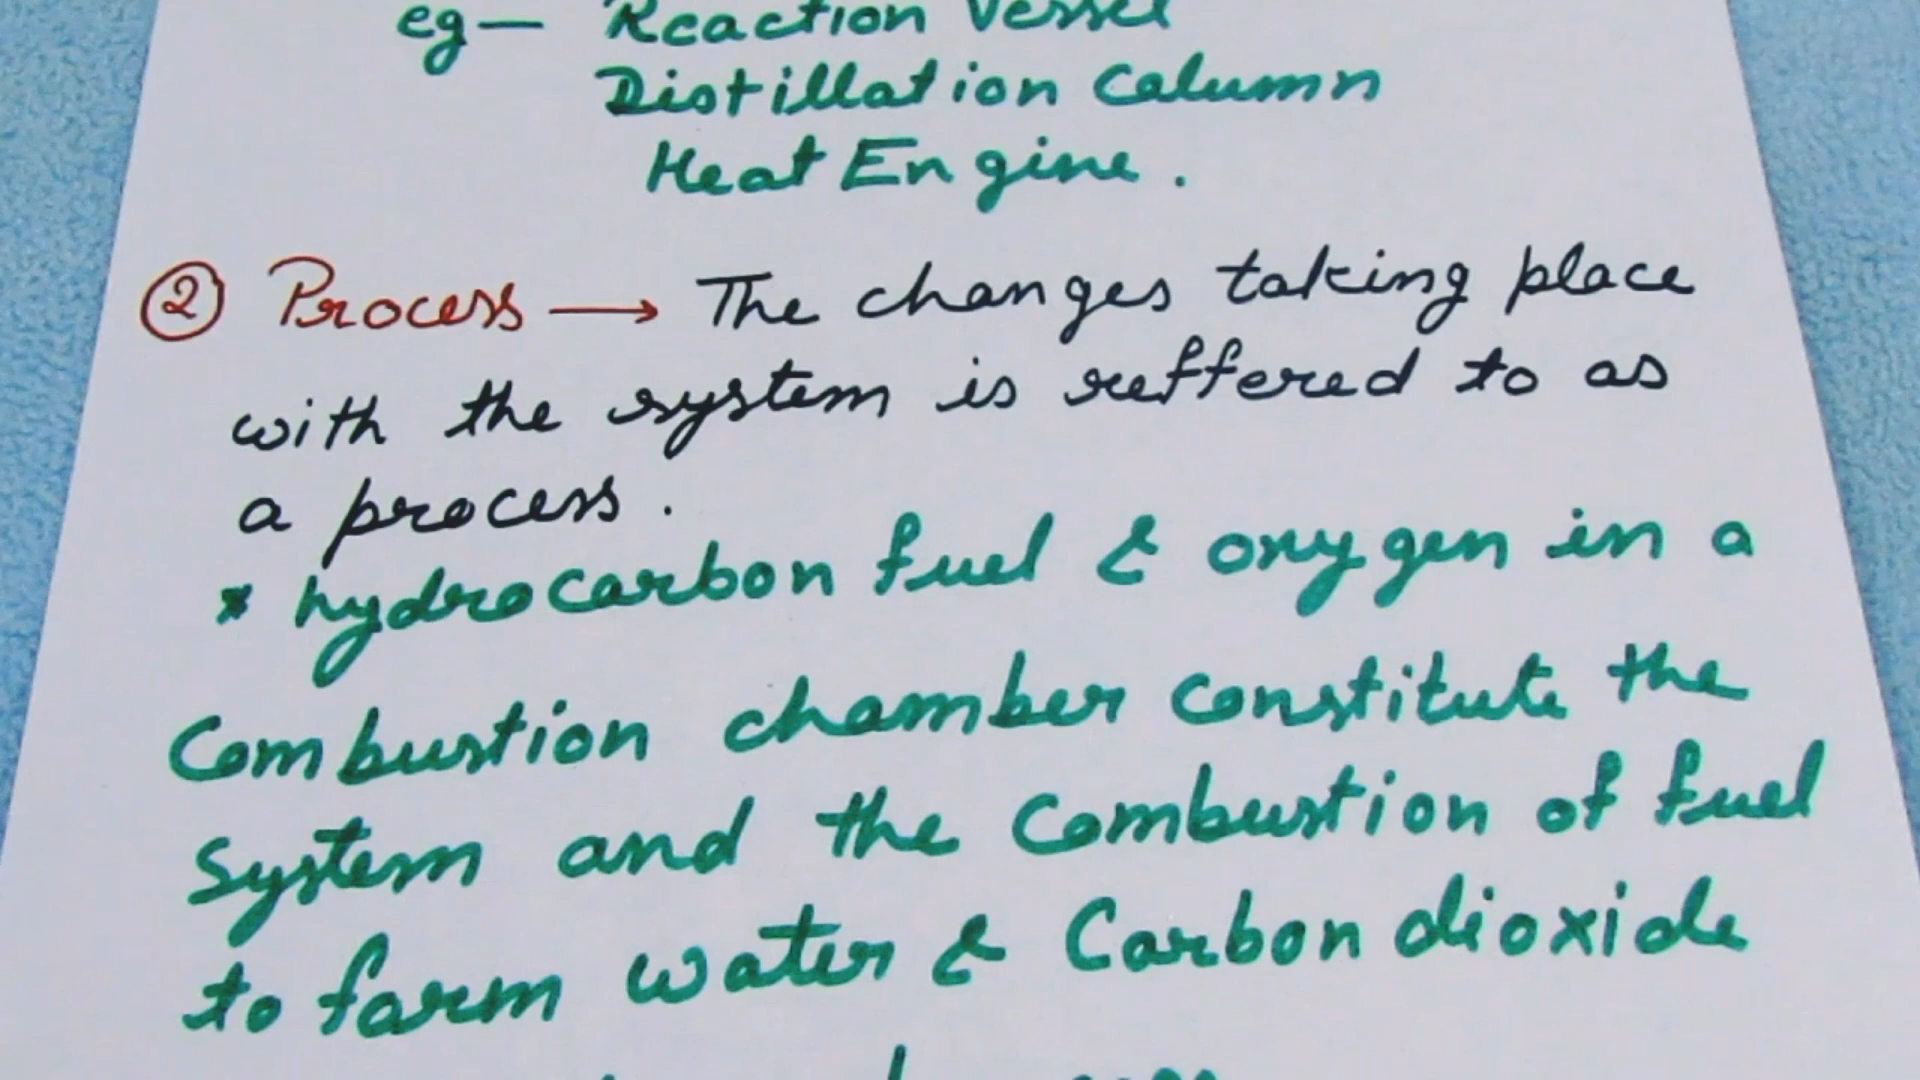 eg— Reaction Vessel
Distillation Column
Heat Engine.
② Process → The changes taking place
with the system is reffered to as
a process.
* hydrocarbon fuel & oxygen in a
Combustion chamber constitute the
System and the Combustion of fuel
to form water & Carbon dioxide